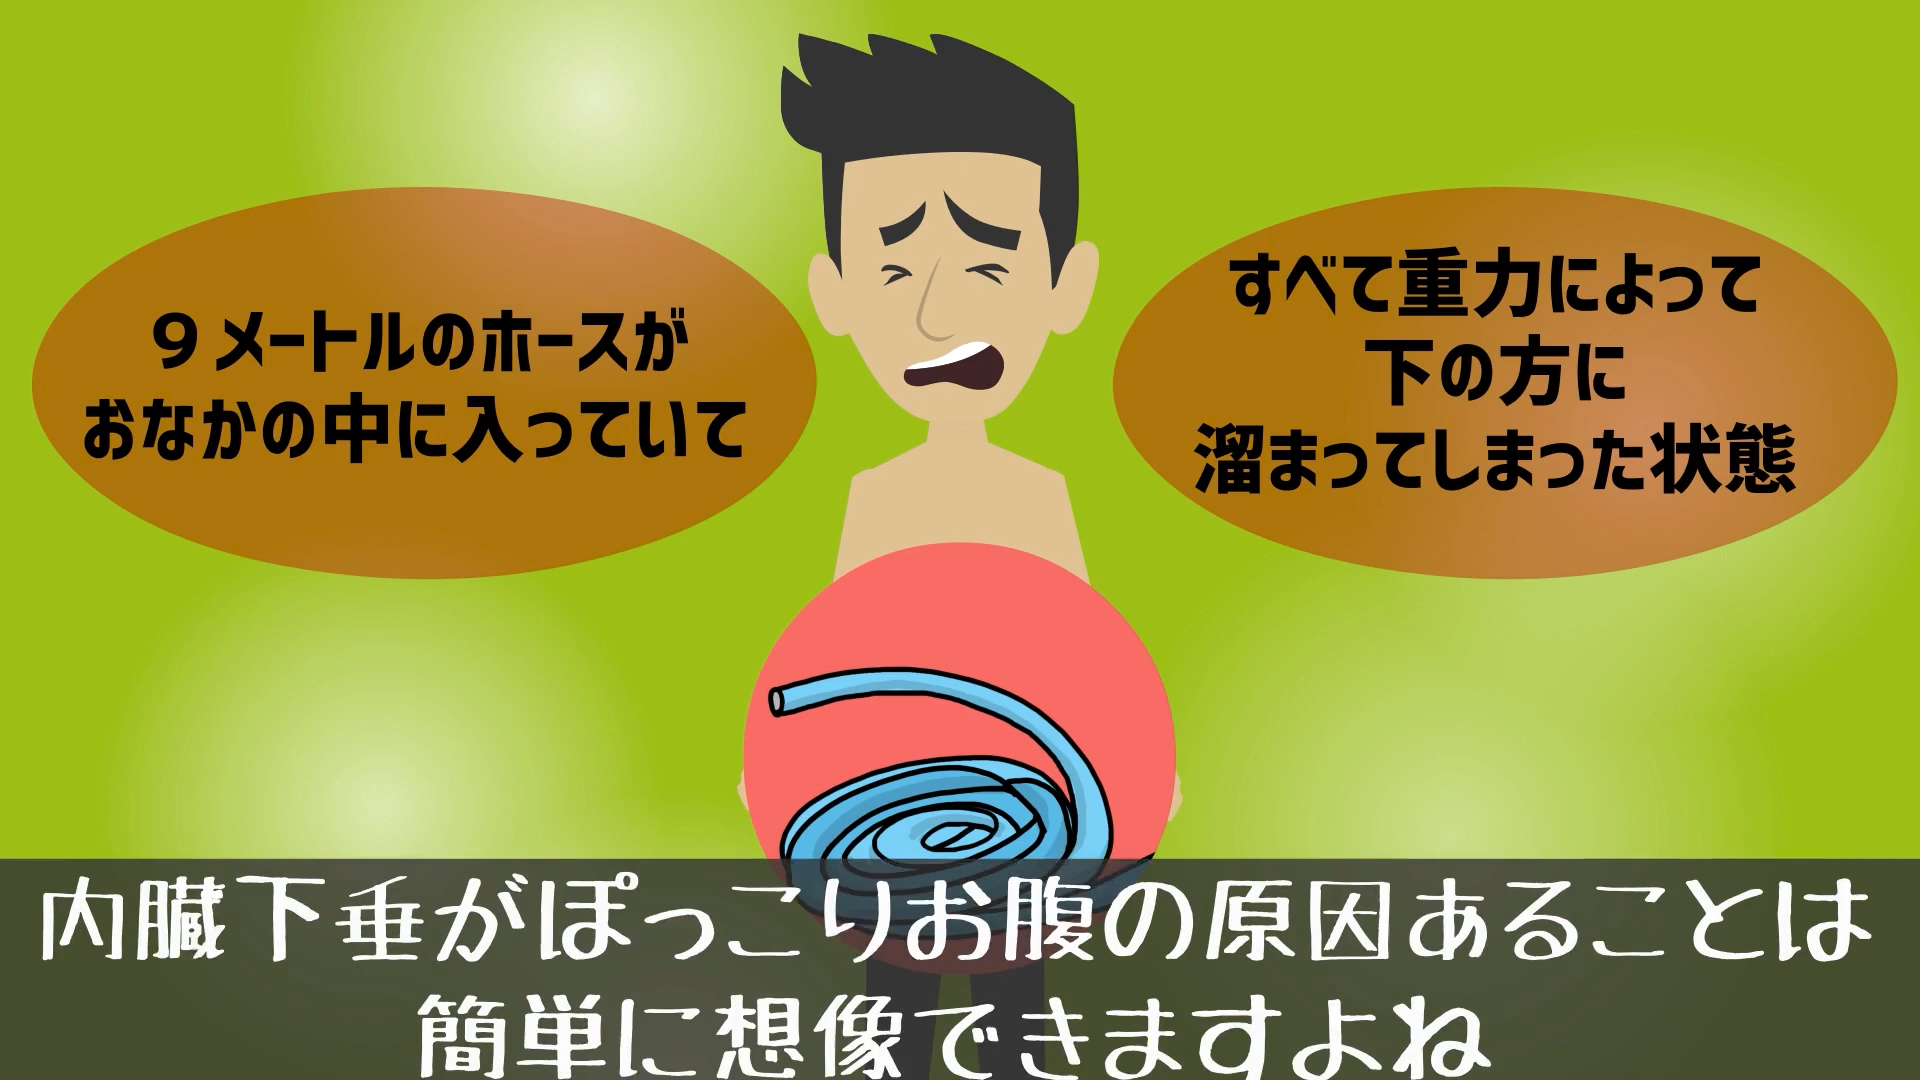 ９メートルのホースが
おなかの中に入っていて
すべて重力によって
下の方に
溜まってしまった状態
内臓下垂がぽっこりお腹の原因あることは
簡単に想像できますよね